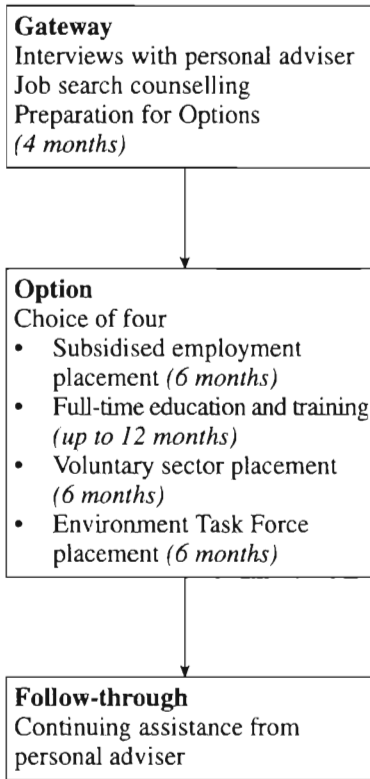 Gateway
Interviews with personal adviser
Job search counselling
Preparation for Options
(4 months)
Option
Choice of four
• Subsidised employment
placement (6 months)
• Full-time education and training
(up to 12 months)
• Voluntary sector placement
(6 months)
• Environment Task Force
placement (6 months)
Follow-through
Continuing assistance from
personal adviser